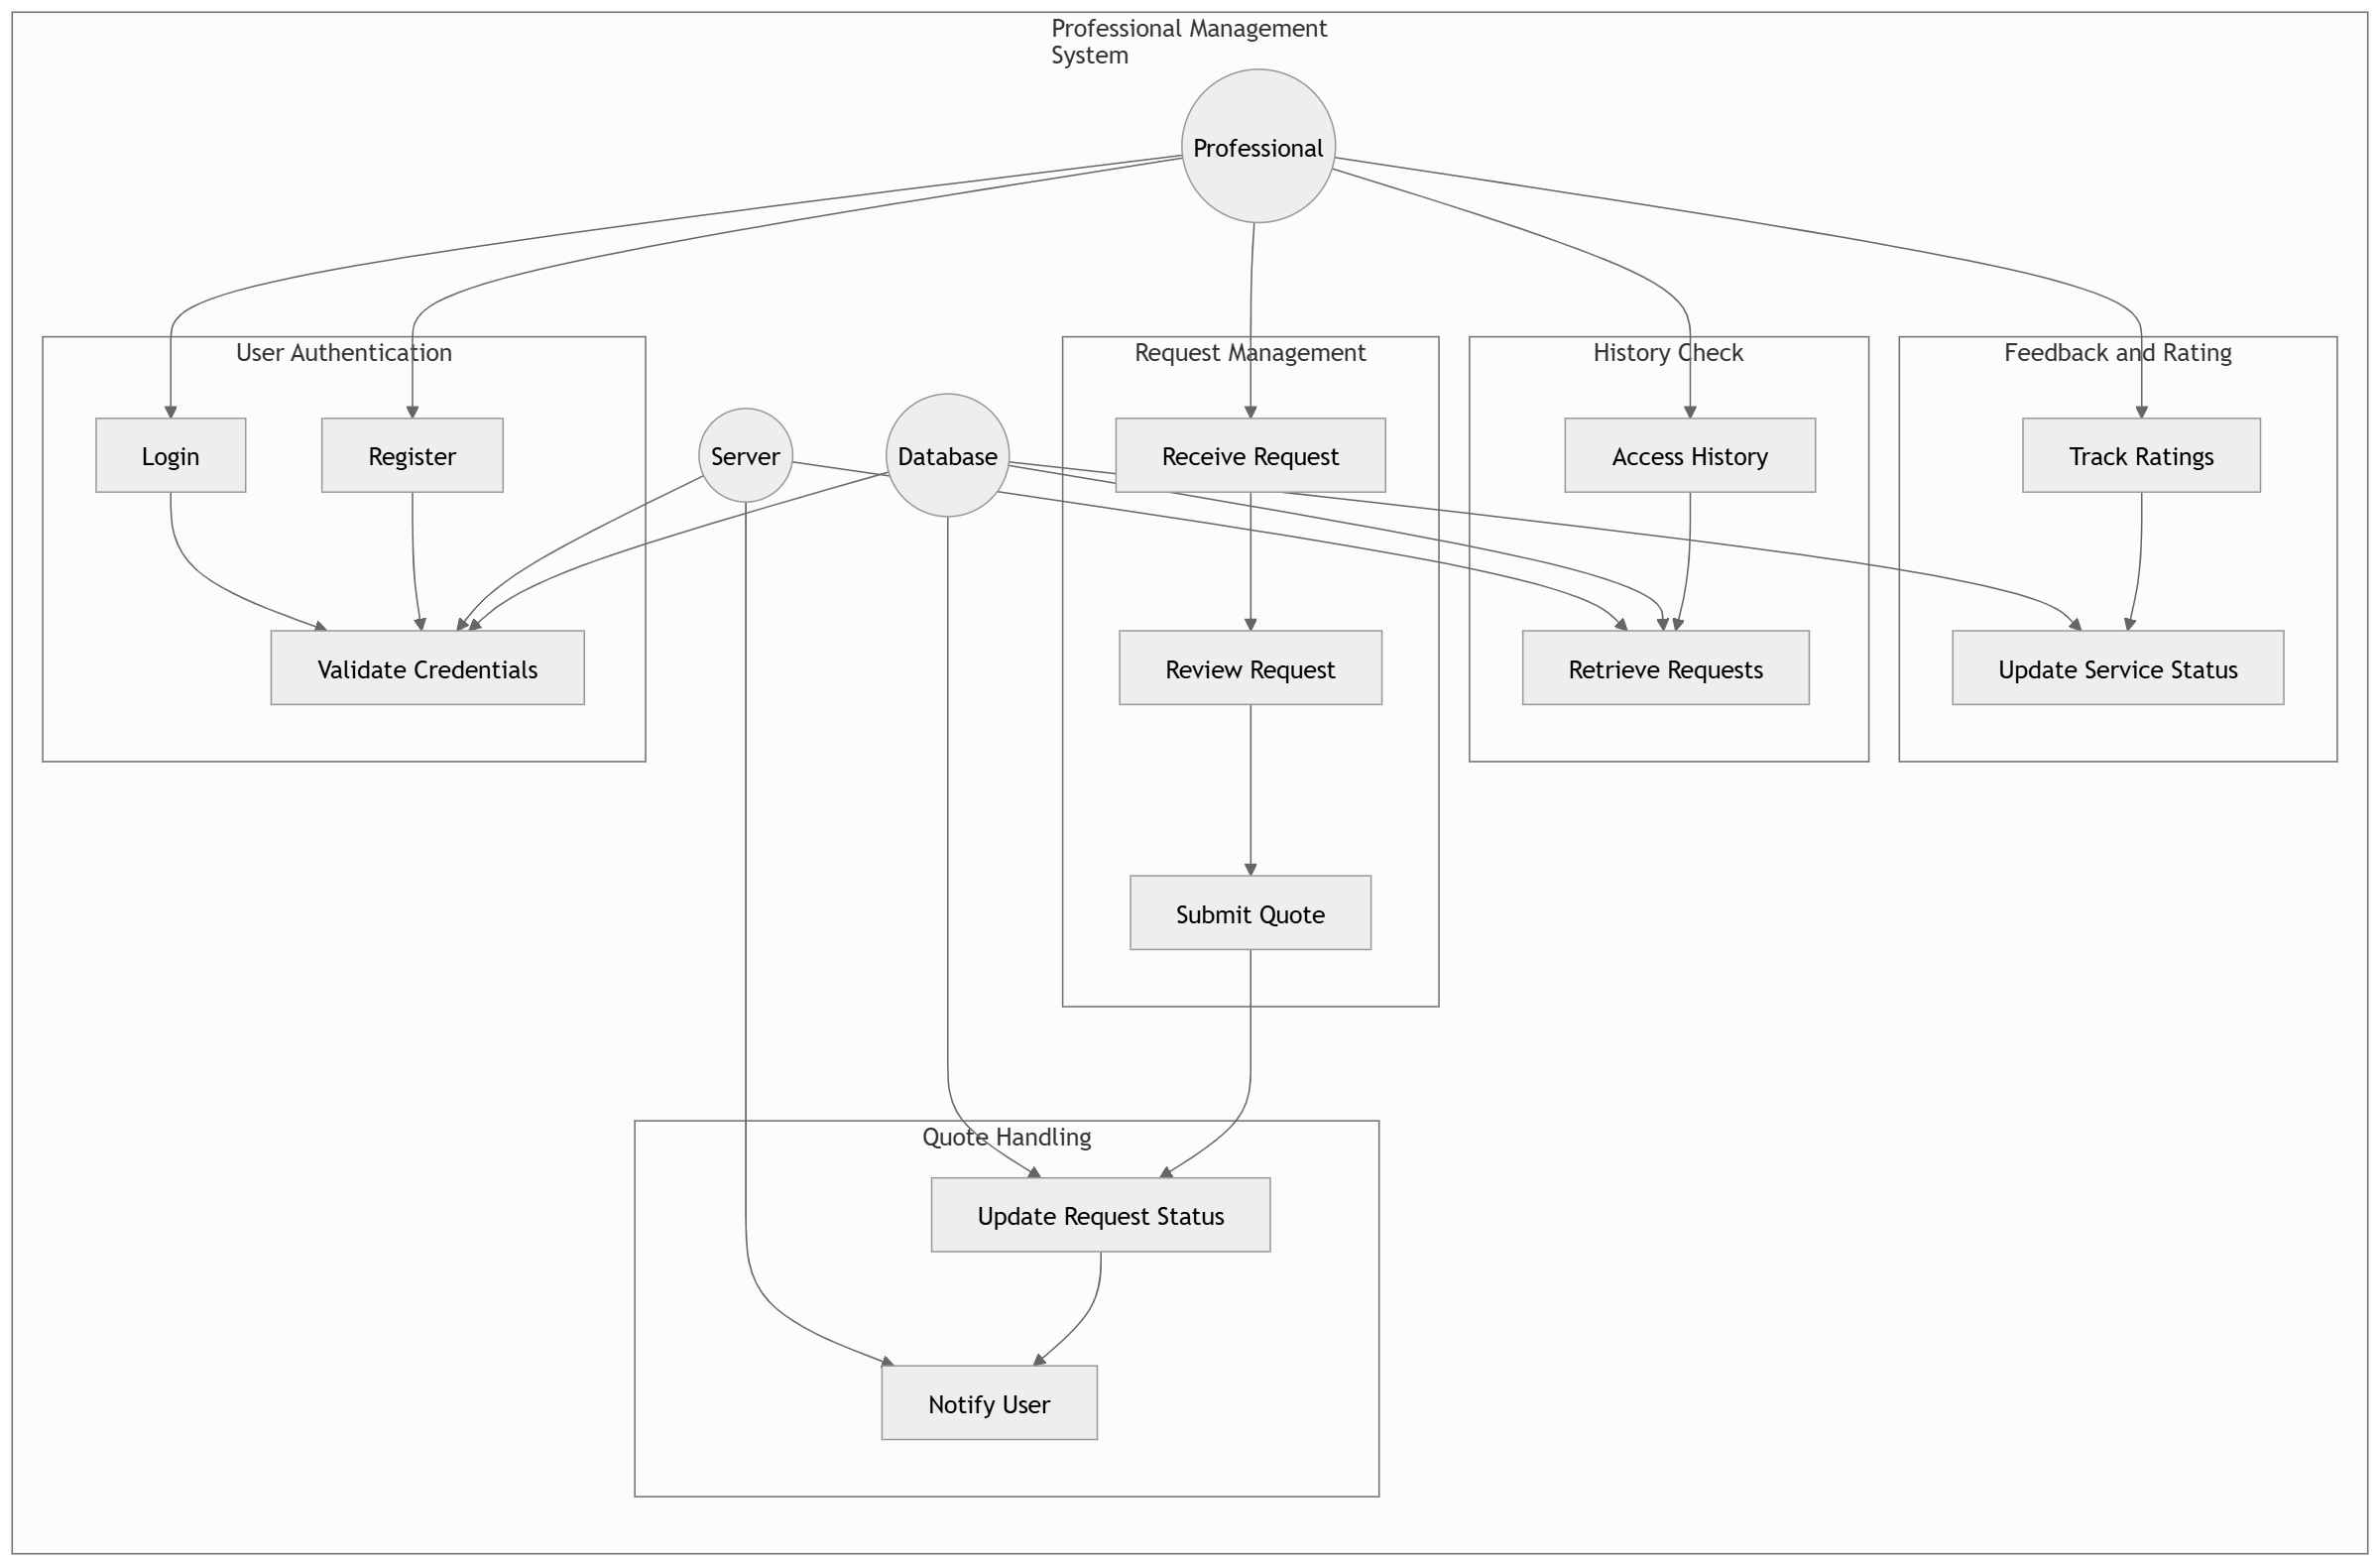 Professional Management
System
Professional
User Authentication
Request Management
History Check
Feedback and Rating
Login
Register
Server
Database
Receive Request
Access History
Track Ratings
Validate Credentials
Review Request
Retrieve Requests
Update Service Status
Submit Quote
Quote Handling
Update Request Status
Notify User